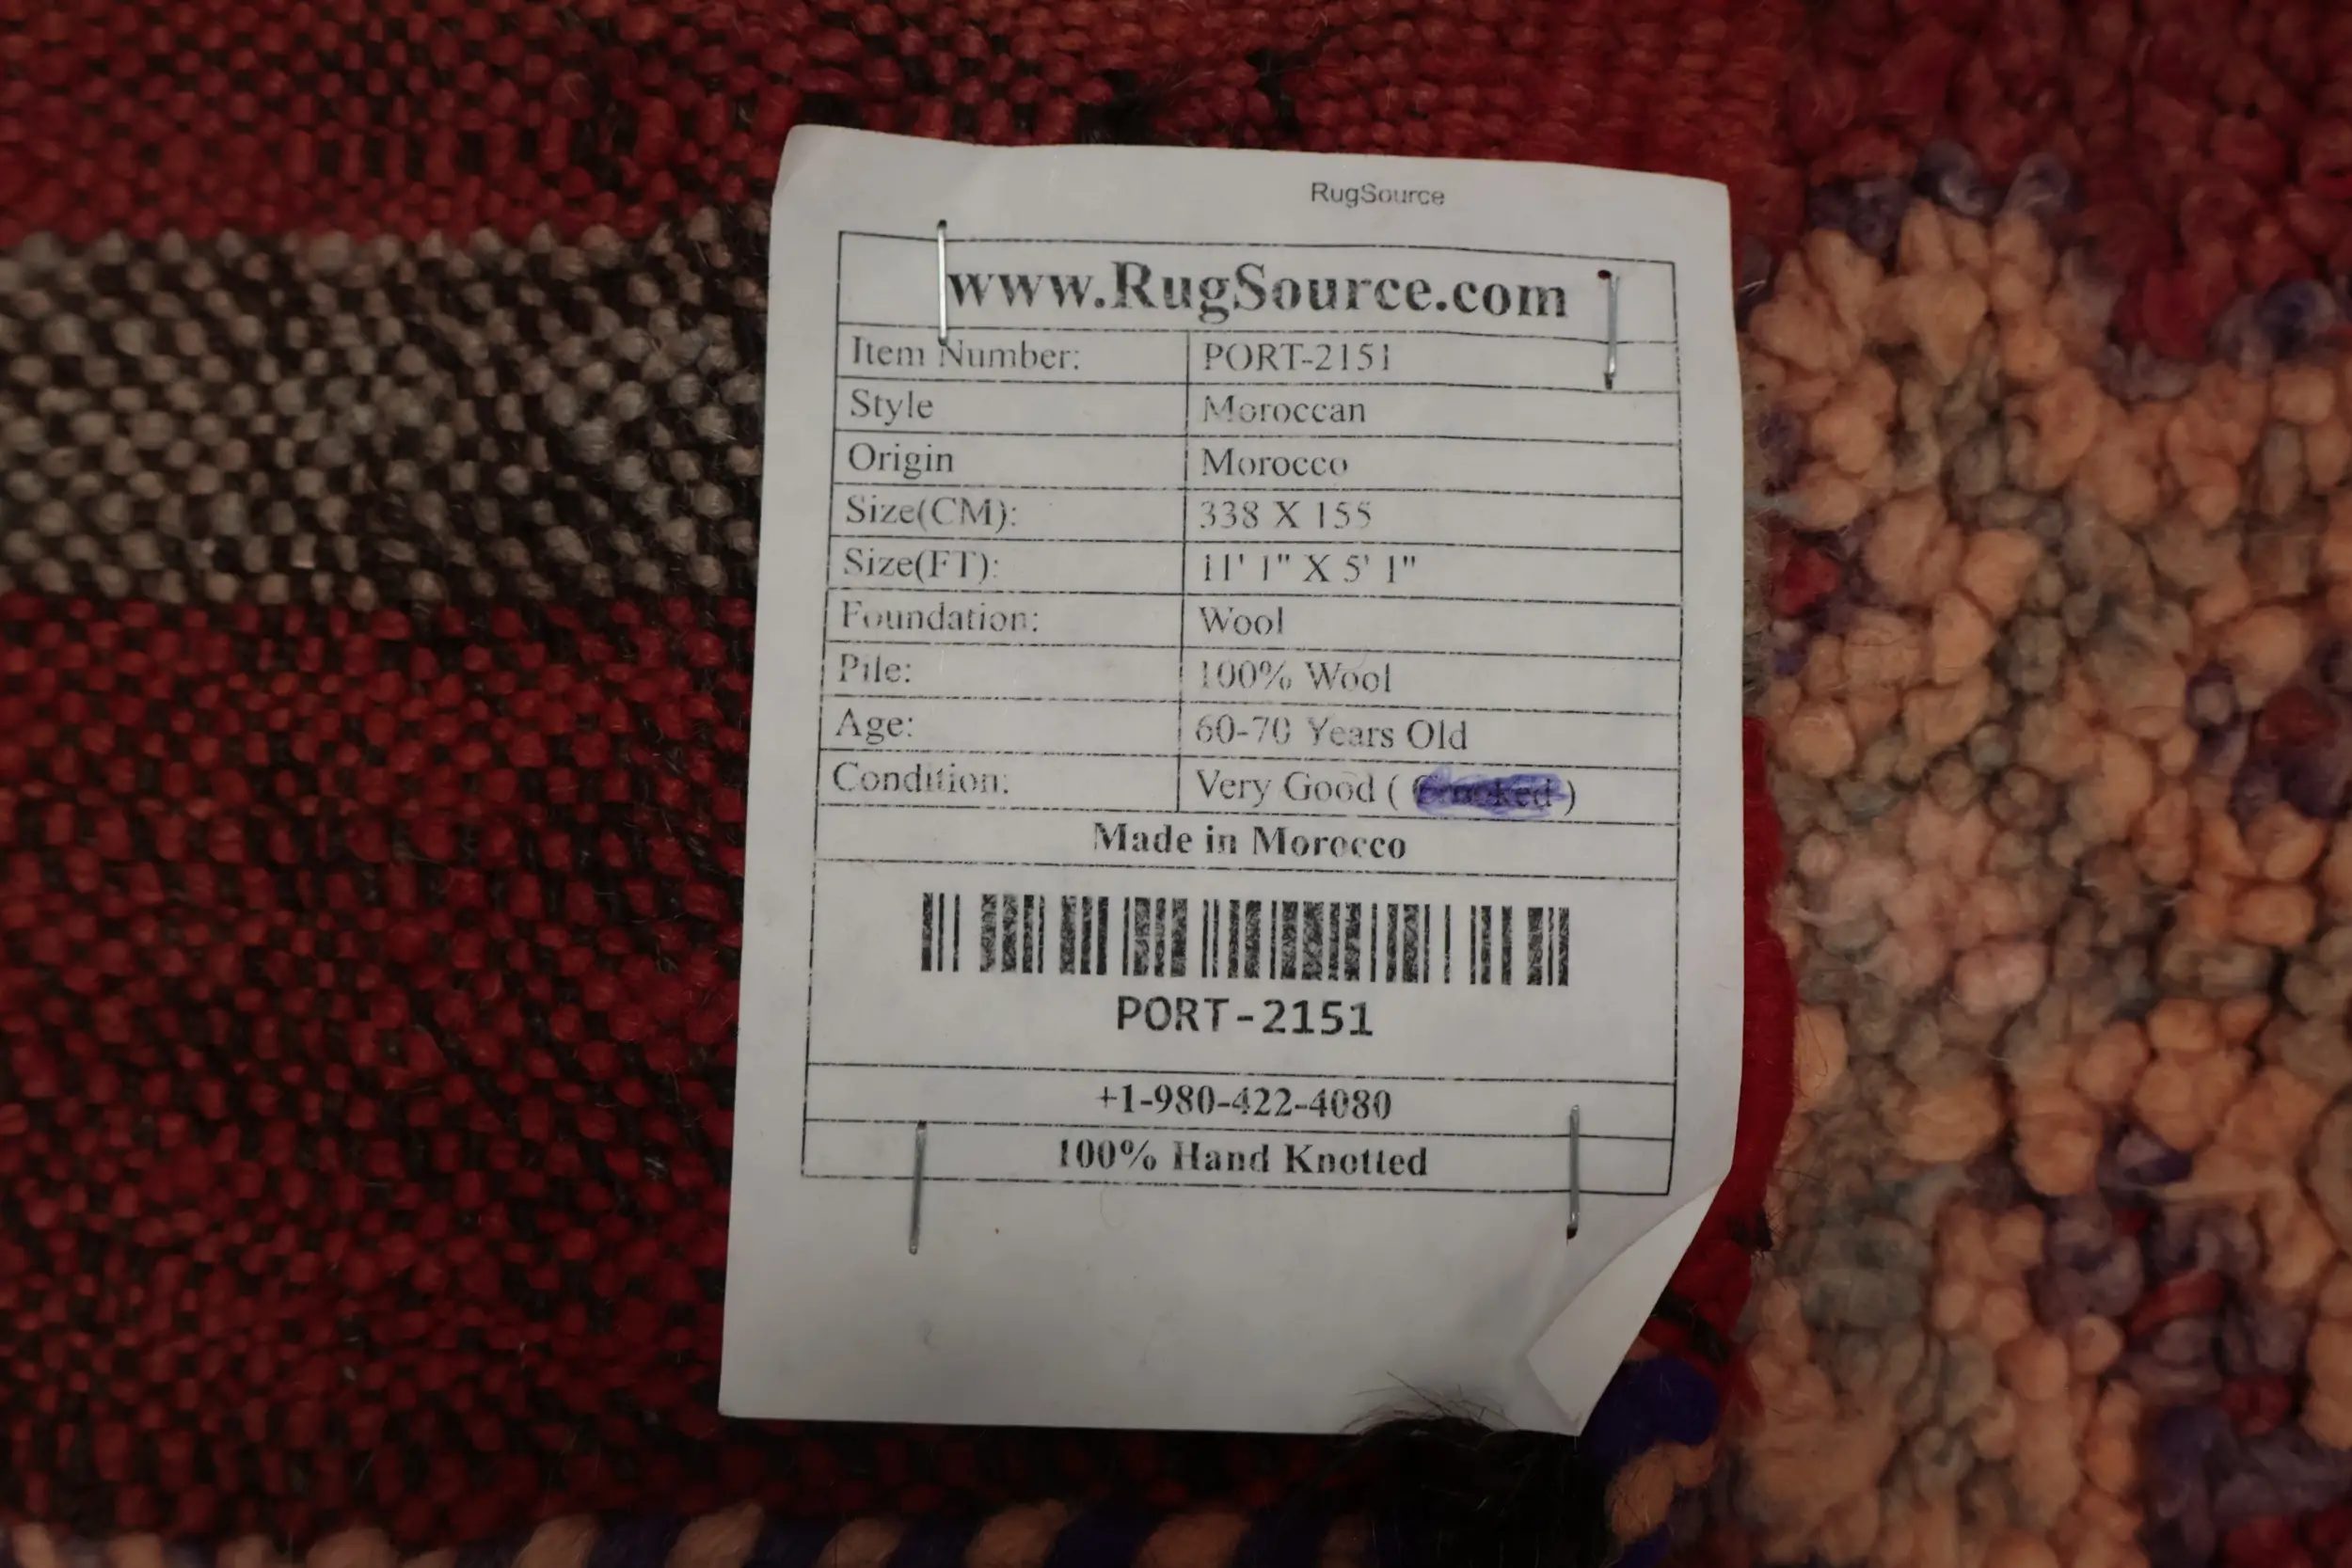 RugSource
www.RugSource.com
Item Number: PORT-2151
Style Moroccan
Origin Morocco
Size(CM): 338 X 155
Size(FT): 11' 1" X 5' 1"
Foundation: Wool
Pile: 100% Wool
Age: 60-70 Years Old
Condition: Very Good ( )
Made in Morocco
PORT-2151
+1-980-422-4080
100% Hand Knotted